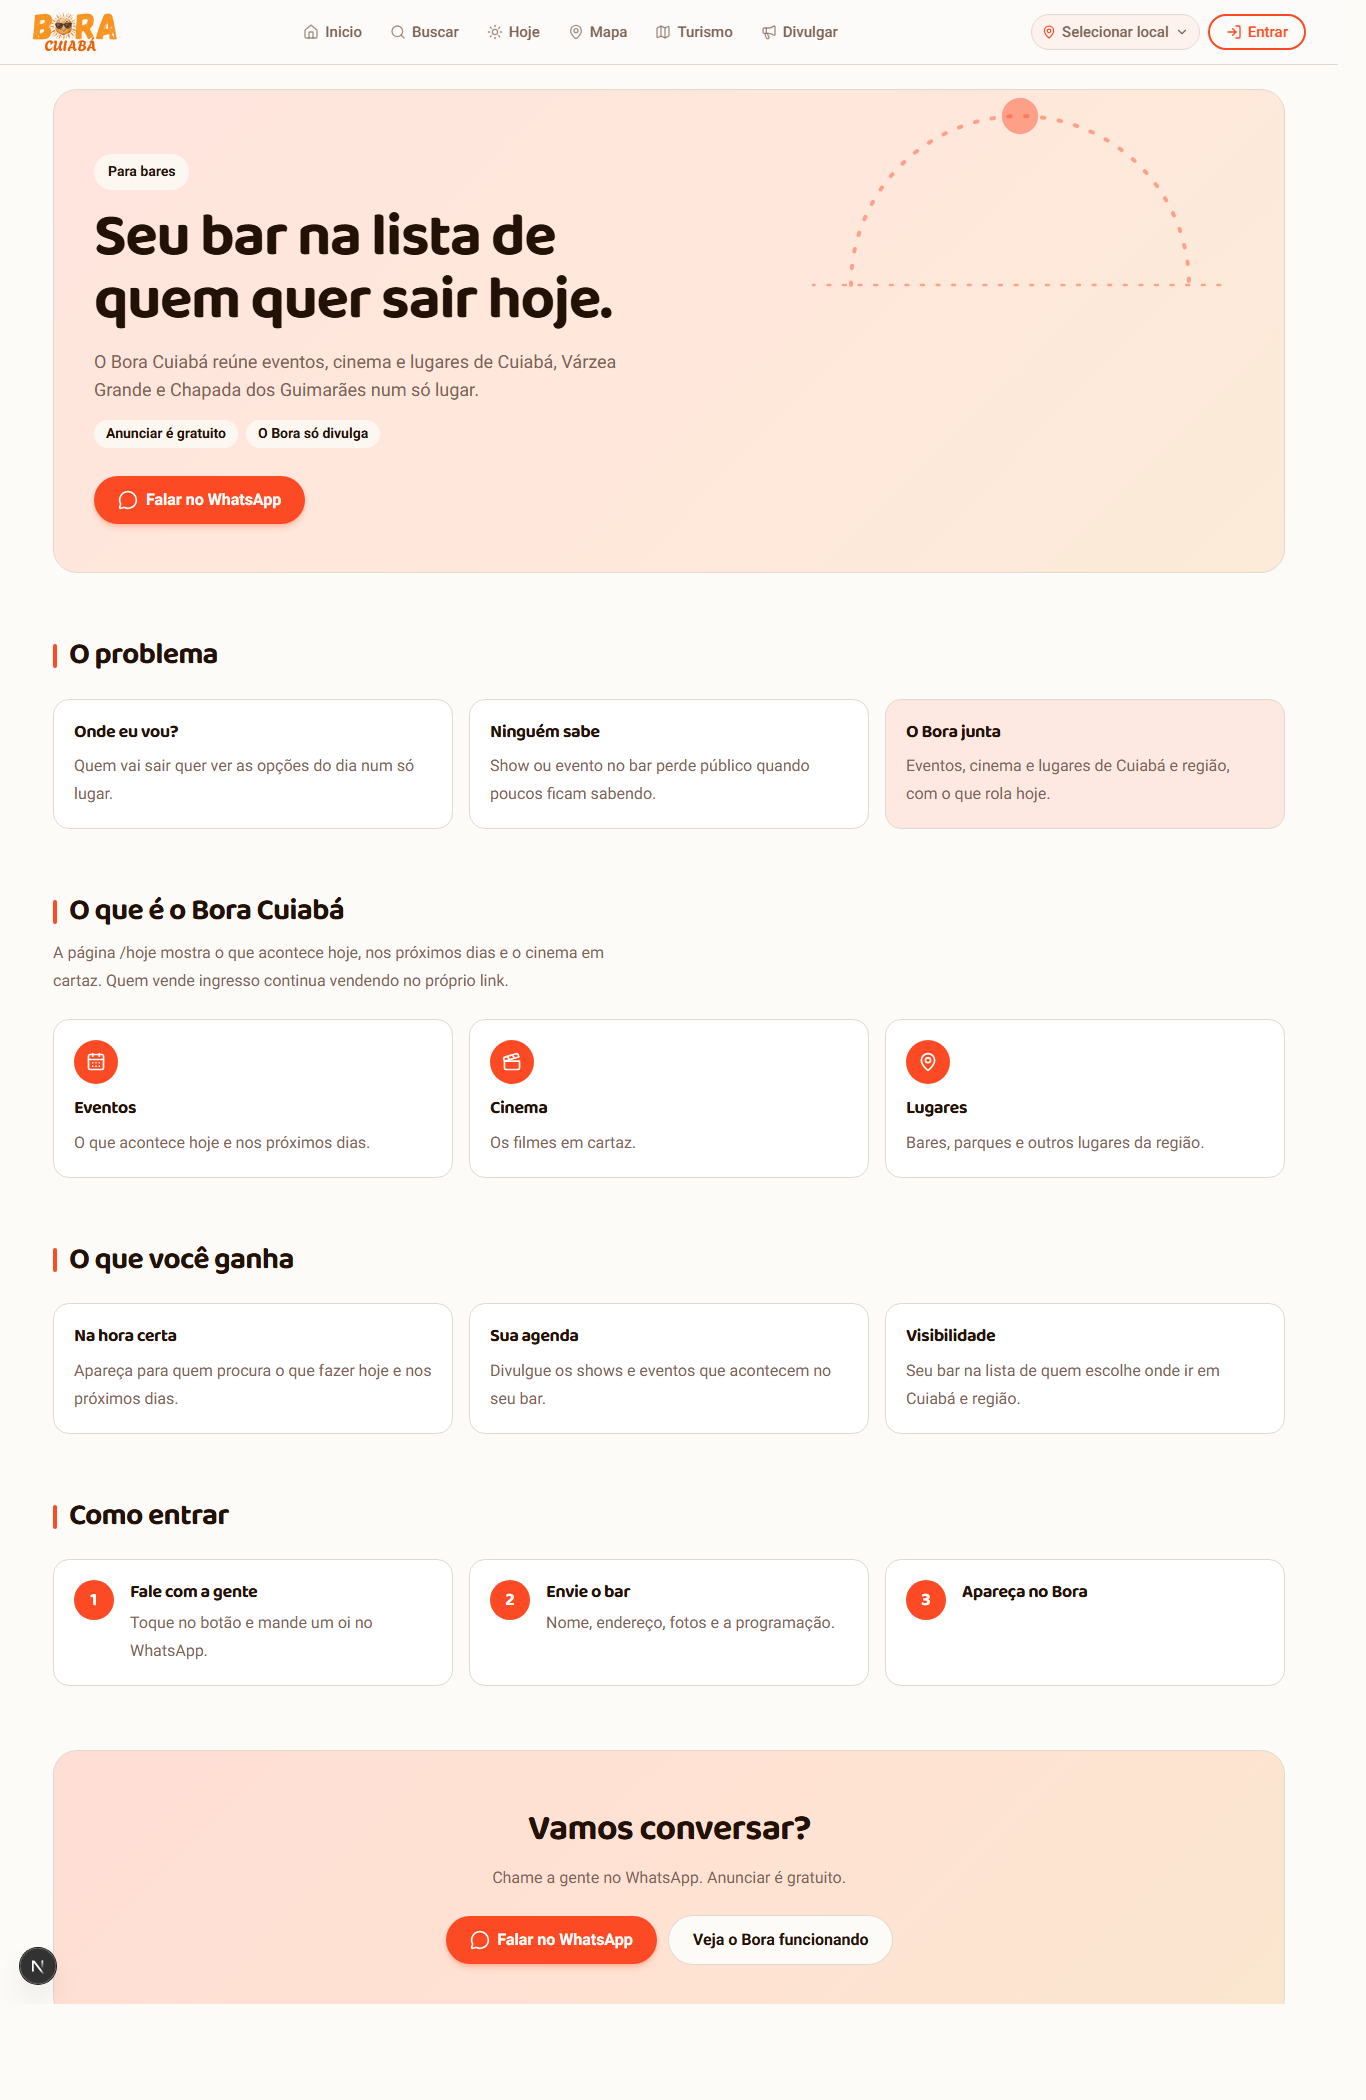 BORA
CUIABÁ
Inicio
Buscar
Hoje
Mapa
Turismo
Divulgar
Selecionar local
Entrar
Para bares
Seu bar na lista de
quem quer sair hoje.
O Bora Cuiabá reúne eventos, cinema e lugares de Cuiabá, Várzea
Grande e Chapada dos Guimarães num só lugar.
Anunciar é gratuito
O Bora só divulga
Falar no WhatsApp
O problema
Onde eu vou?
Quem vai sair quer ver as opções do dia num só
lugar.
Ninguém sabe
Show ou evento no bar perde público quando
poucos ficam sabendo.
O Bora junta
Eventos, cinema e lugares de Cuiabá e região,
com o que rola hoje.
O que é o Bora Cuiabá
A página /hoje mostra o que acontece hoje, nos próximos dias e o cinema em
cartaz. Quem vende ingresso continua vendendo no próprio link.
Eventos
O que acontece hoje e nos próximos dias.
Cinema
Os filmes em cartaz.
Lugares
Bares, parques e outros lugares da região.
O que você ganha
Na hora certa
Apareça para quem procura o que fazer hoje e nos
próximos dias.
Sua agenda
Divulgue os shows e eventos que acontecem no
seu bar.
Visibilidade
Seu bar na lista de quem escolhe onde ir em
Cuiabá e região.
Como entrar
1
Fale com a gente
Toque no botão e mande um oi no
WhatsApp.
2
Envie o bar
Nome, endereço, fotos e a programação.
3
Apareça no Bora
Vamos conversar?
Chame a gente no WhatsApp. Anunciar é gratuito.
Falar no WhatsApp
Veja o Bora funcionando
N